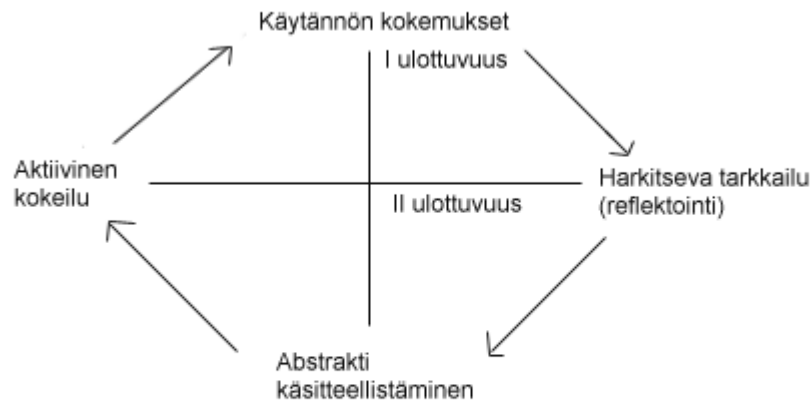 Käytännön kokemukset
I ulottuvuus
Aktiivinen
kokeilu
Harkitseva tarkkailu
(reflektointi)
II ulottuvuus
Abstrakti
käsitteellistäminen